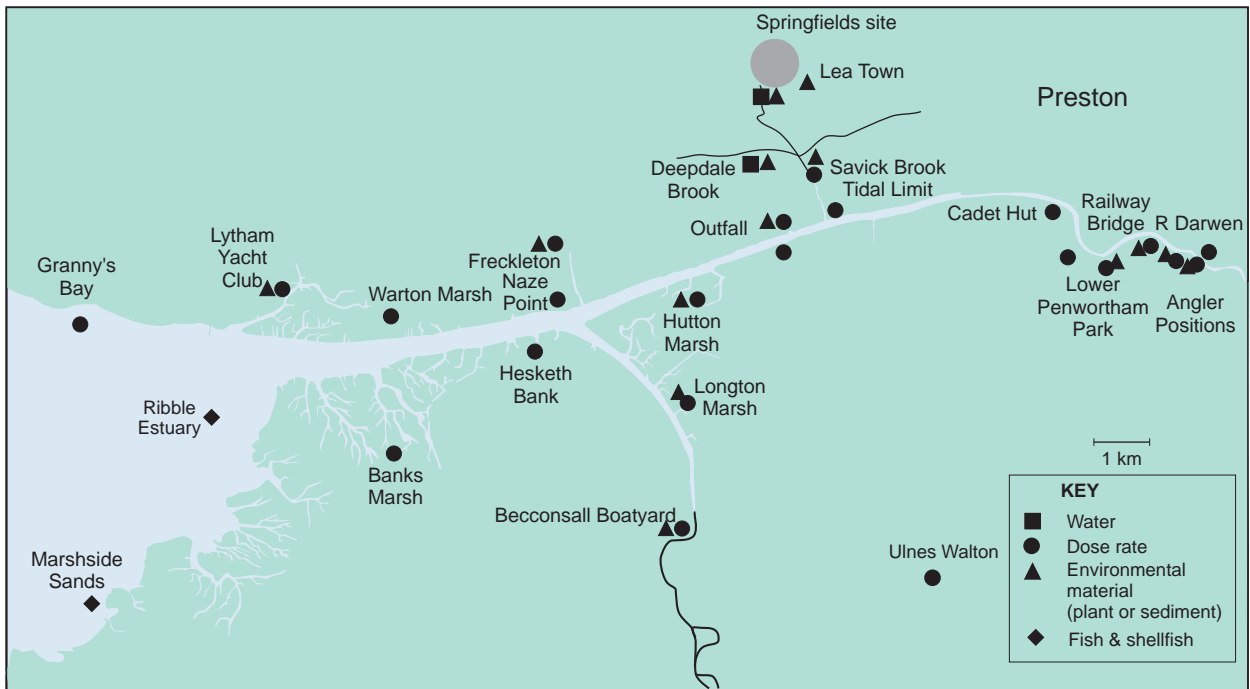 Springfields site
Lea Town
Preston
Deepdale
Brook
Savick Brook
Tidal Limit
Outfall
Cadet Hut
Railway
Bridge
R Darwen
Lower
Penwortham
Park
Angler
Positions
Granny's
Bay
Lytham
Yacht
Club
Warton Marsh
Freckleton
Naze
Point
Hutton
Marsh
Hesketh
Bank
Longton
Marsh
Ribble
Estuary
Banks
Marsh
Becconsall Boatyard
Marshside
Sands
Ulnes Walton
1 km
KEY
Water
Dose rate
Environmental
material
(plant or sediment)
Fish & shellfish